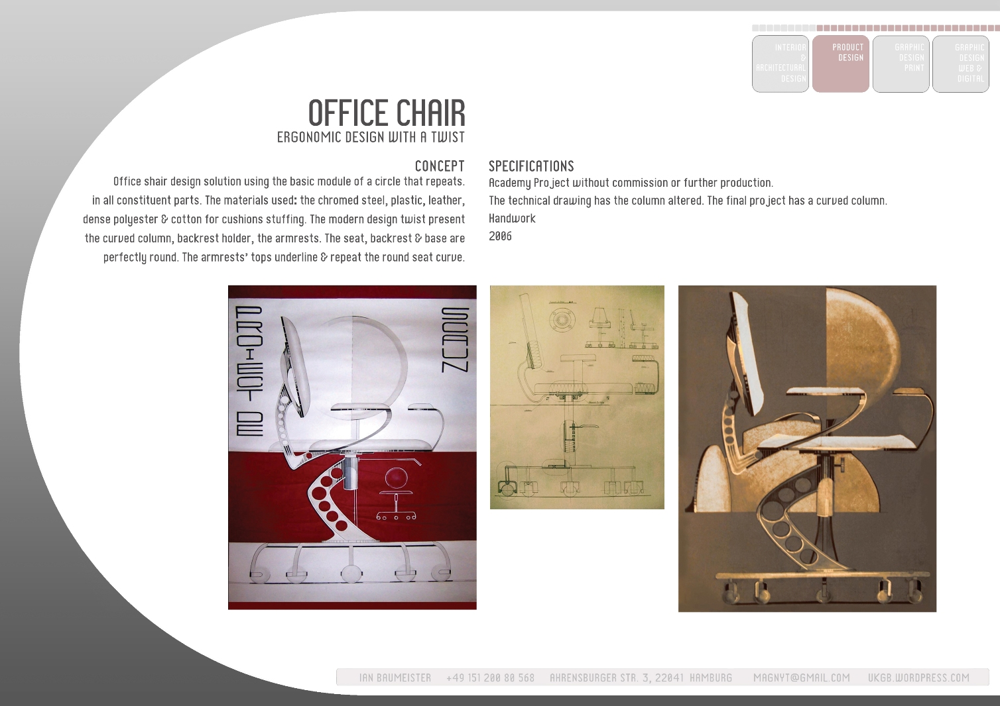 INTERIOR
&
ARCHITECTURAL
DESIGN
PRODUCT
DESIGN
GRAPHIC
DESIGN
PRINT
GRAPHIC
DESIGN
WEB &
DIGITAL
OFFICE CHAIR
ERGONOMIC DESIGN WITH A TWIST
CONCEPT
Office shair design solution using the basic module of a circle that repeats.
in all constituent parts. The materials used: the chromed steel, plastic, leather,
dense polyester & cotton for cushions stuffing. The modern design twist present
the curved column, backrest holder, the armrests. The seat, backrest & base are
perfectly round. The armrests’ tops underline & repeat the round seat curve.
SPECIFICATIONS
Academy Project without commission or further production.
The technical drawing has the column altered. The final project has a curved column.
Handwork
2006
PROIECT DE
SCAUN
IAN BAUMEISTER +49 151 200 80 568 AHRENSBURGER STR. 3, 22041 HAMBURG MAGNYT@GMAIL.COM UKGB.WORDPRESS.COM